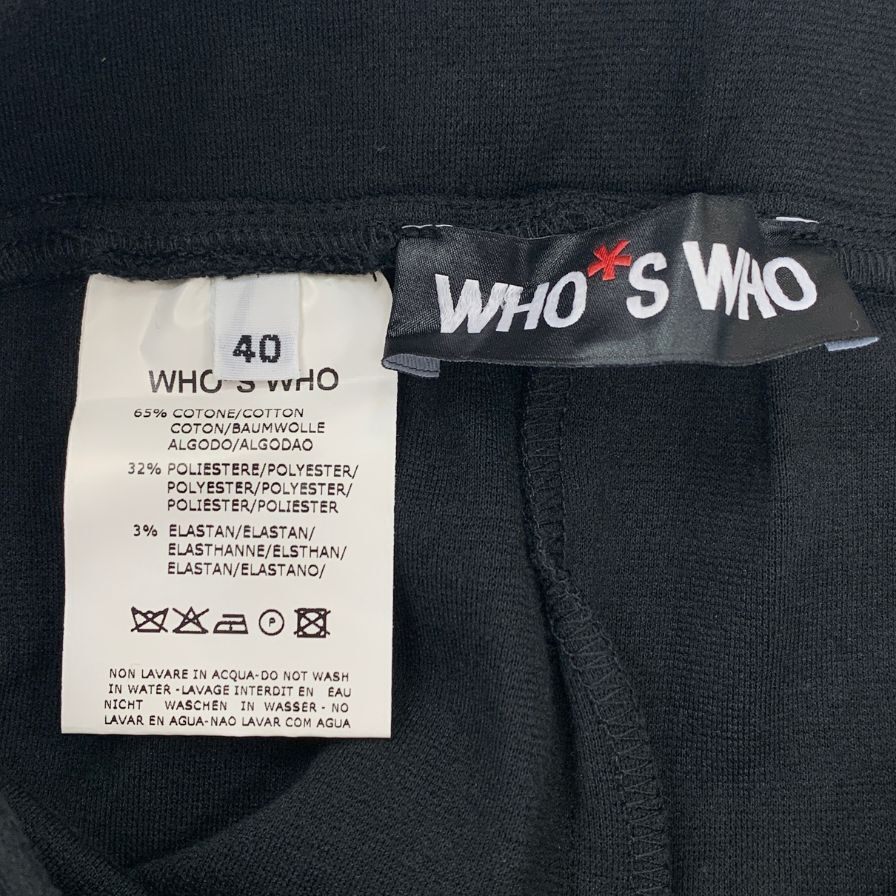 WHO*S WHO
40
WHO'S WHO
65% COTONE/COTTON
COTON/BAUMWOLLE
ALGODO/ALGODAO
32% POLIESTERE/POLYESTER/
POLYESTER/POLYESTER/
POLIESTER/POLIESTER
3% ELASTAN/ELASTAN/
ELASTHANNE/ELSTHAN/
ELASTAN/ELASTANO/
P
NON LAVARE IN ACQUA-DO NOT WASH
IN WATER -LAVAGE INTERDIT EN EAU
NICHT WASCHEN IN WASSER - NO
LAVAR EN AGUA-NAO LAVAR COM AGUA